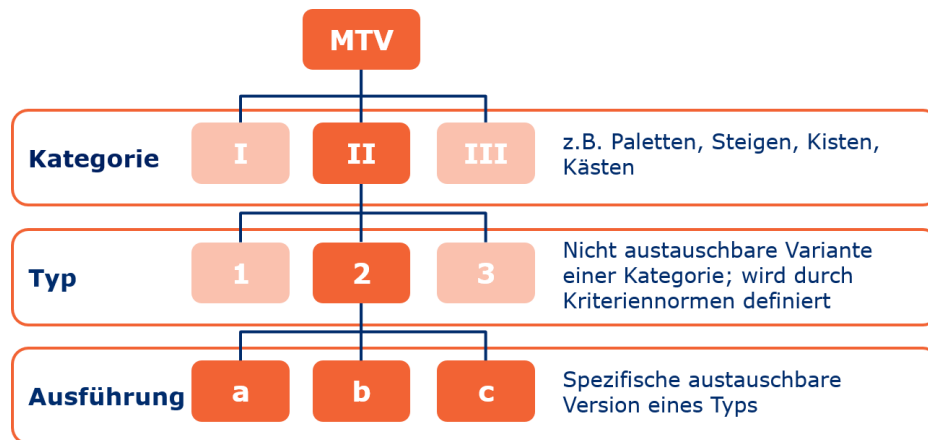 MTV
Kategorie
I
II
III
z.B. Paletten, Steigen, Kisten,
Kästen
Typ
1
2
3
Nicht austauschbare Variante
einer Kategorie; wird durch
Kriteriennormen definiert
Ausführung
a
b
c
Spezifische austauschbare
Version eines Typs